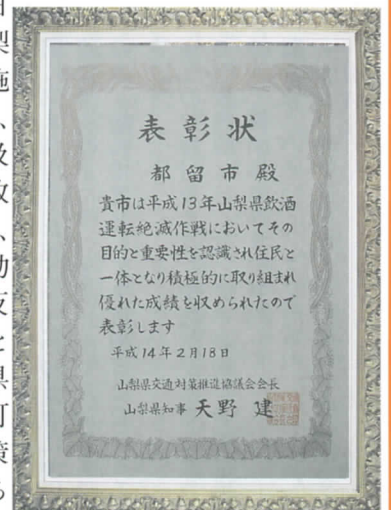 表彰状
都留市殿
貴市は平成13年山梨県飲酒
運転絶滅作戦においてその
目的と重要性を認識され住民と
一体となり積極的に取り組まれ
優れた成績を収められたので
表彰します
平成14年2月18日
山梨県交通対策推進協議会会長
山梨県知事 天野 建